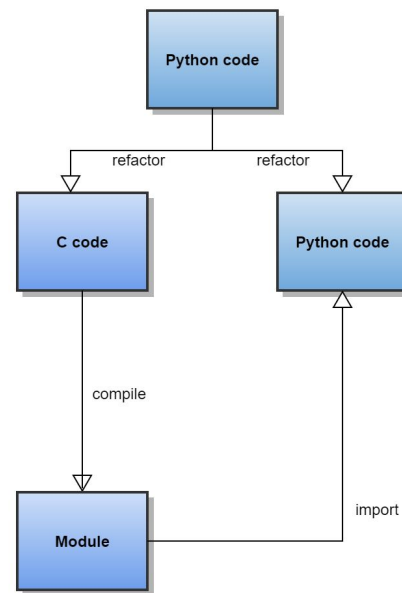 Python code
refactor
refactor
C code
Python code
compile
import
Module